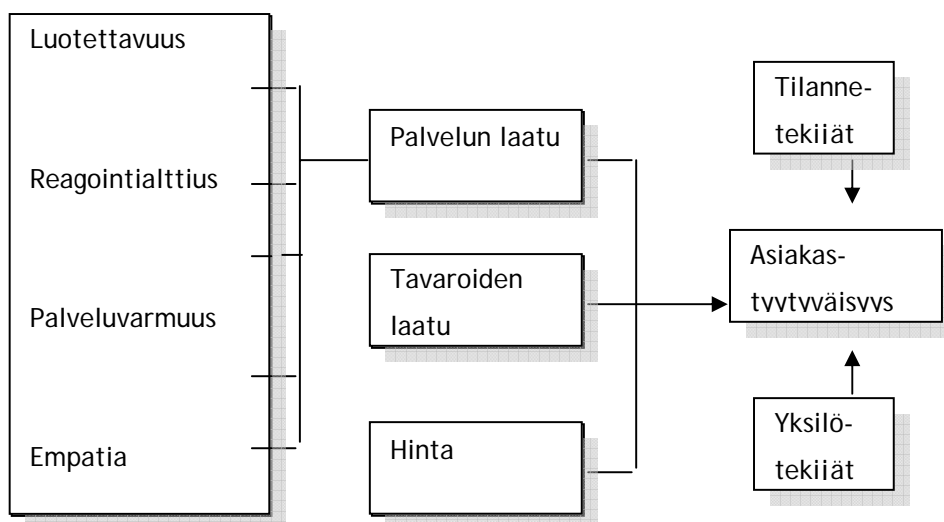 Luotettavuus
Reagointialttius
Palveluvarmuus
Empatia
Palvelun laatu
Tavaroiden
laatu
Hinta
Tilanne-
tekijät
Asiakas-
tyytyväisyys
Yksilö-
tekijät